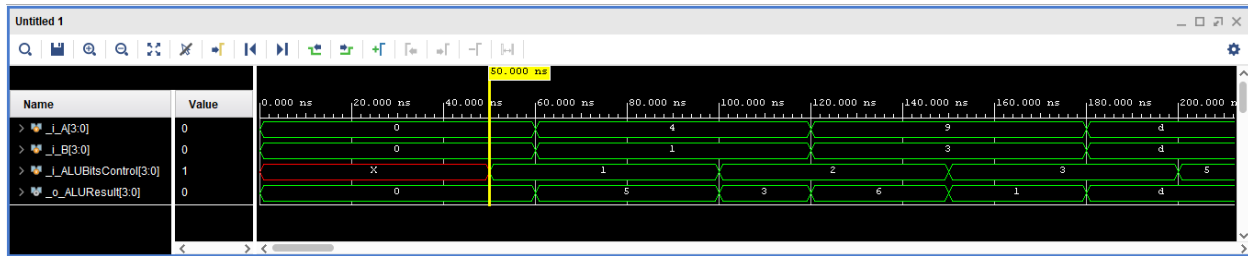 Untitled 1
50.000 ns
Name Value 0.000 ns 20.000 ns 40.000 ns 60.000 ns 80.000 ns 100.000 ns 120.000 ns 140.000 ns 160.000 ns 180.000 ns 200.000 n
_i_A[3:0] 0 0 4 9 d
_i_B[3:0] 0 0 1 3 d
_i_ALUBitsControl[3:0] 1 X 1 2 3 5
_o_ALUResult[3:0] 0 0 5 3 6 1 d